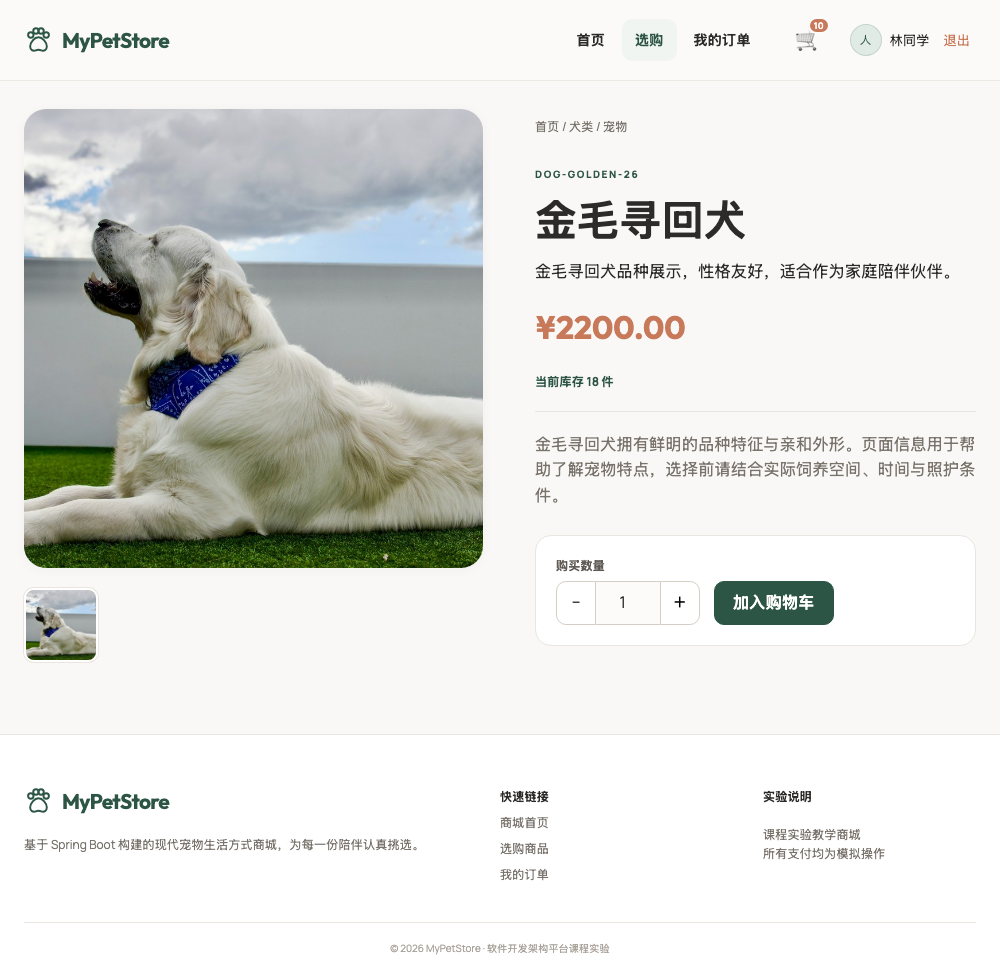 MyPetStore
首页
选购
我的订单
10
人
林同学
退出
首页 / 犬类 / 宠物
DOG-GOLDEN-26
金毛寻回犬
金毛寻回犬品种展示，性格友好，适合作为家庭陪伴伙伴。
¥2200.00
当前库存 18 件
金毛寻回犬拥有鲜明的品种特征与亲和外形。页面信息用于帮
助了解宠物特点，选择前请结合实际饲养空间、时间与照护条
件。
购买数量
−
1
+
加入购物车
MyPetStore
基于 Spring Boot 构建的现代宠物生活方式商城，为每一份陪伴认真挑选。
快速链接
商城首页
选购商品
我的订单
实验说明
课程实验教学商城
所有支付均为模拟操作
© 2026 MyPetStore · 软件开发架构平台课程实验